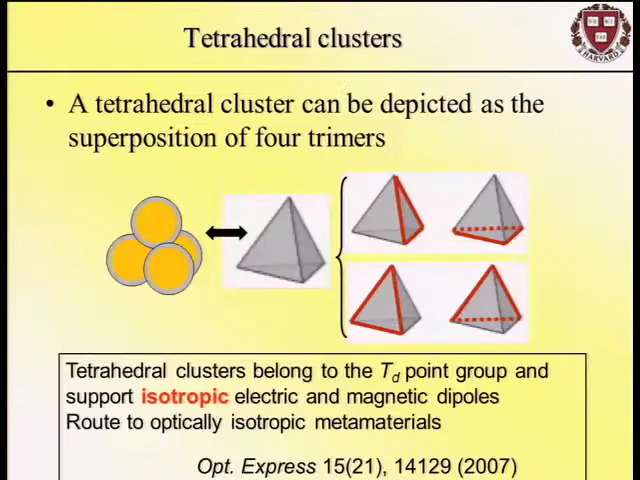 Tetrahedral clusters
• A tetrahedral cluster can be depicted as the
superposition of four trimers
Tetrahedral clusters belong to the Td point group and
support isotropic electric and magnetic dipoles
Route to optically isotropic metamaterials
Opt. Express 15(21), 14129 (2007)
HARVARD